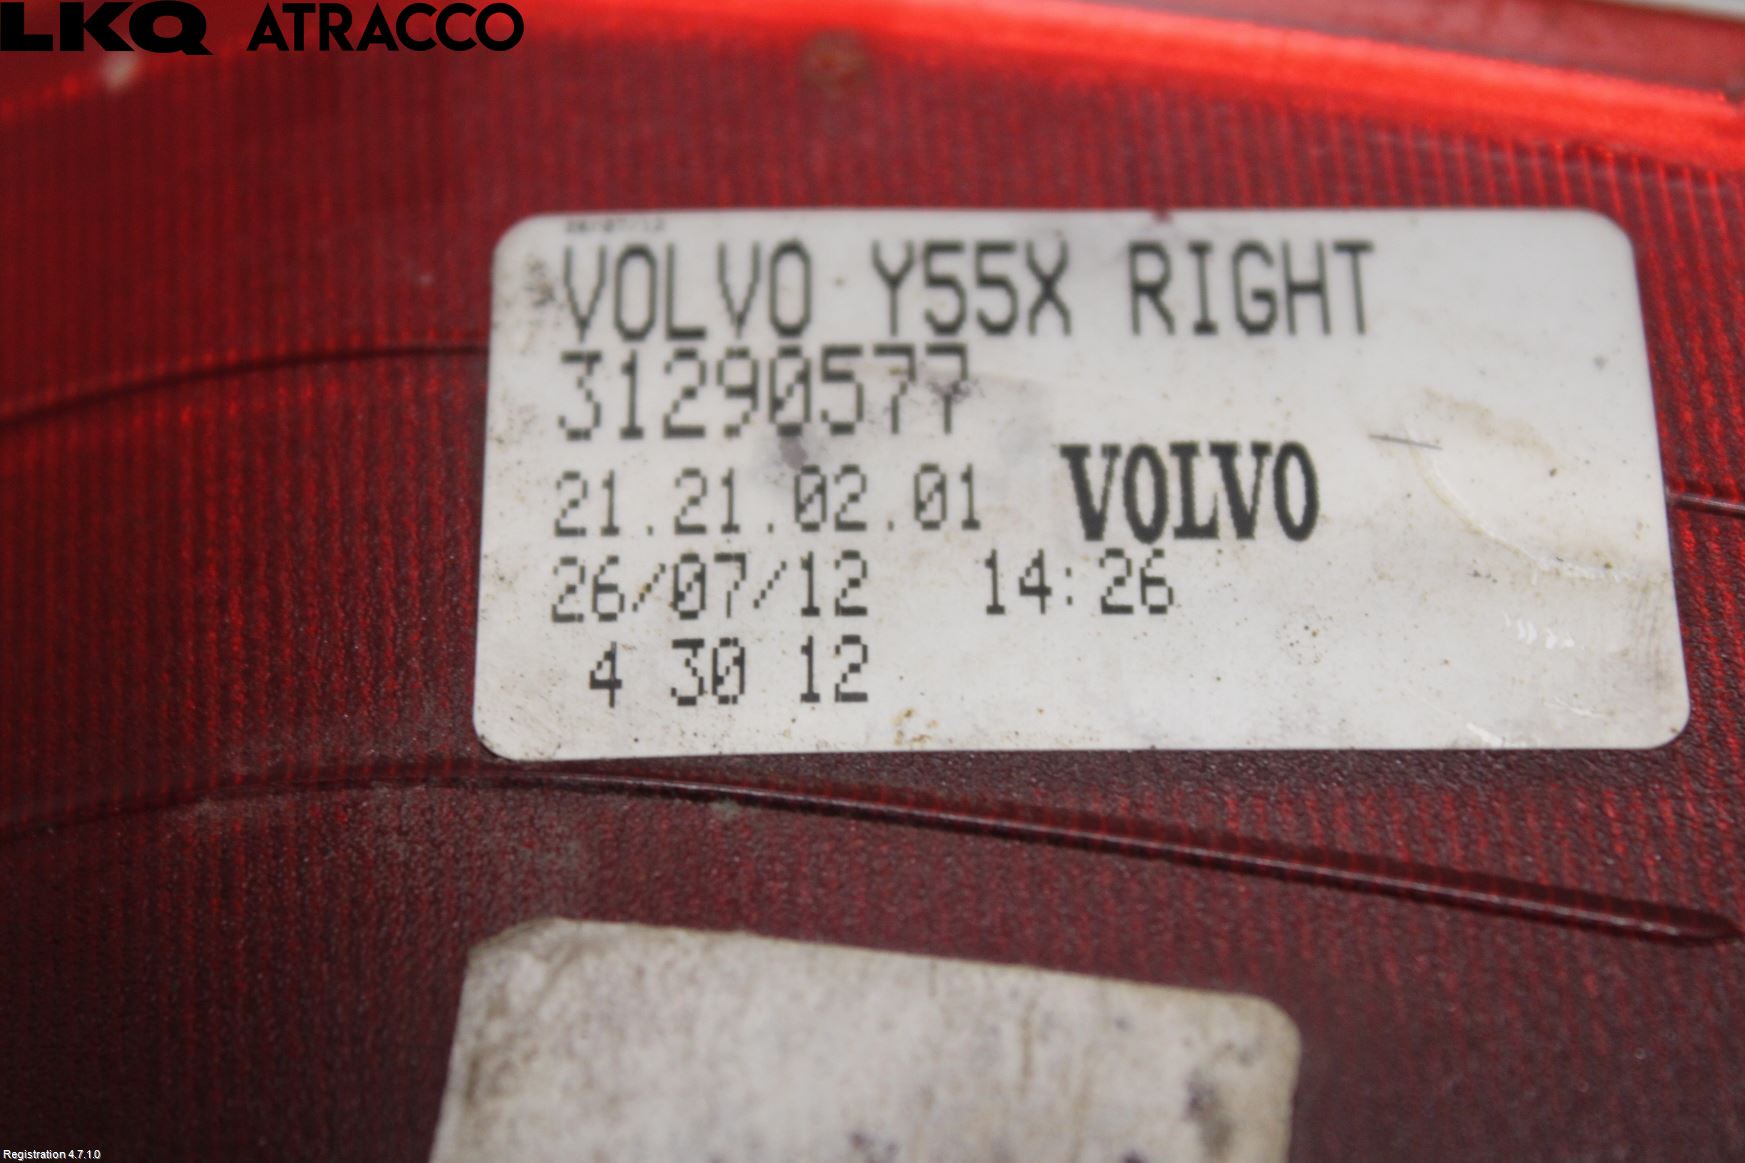 LKQ ATRACCO
VOLVO Y55X RIGHT
31290577
21.21.02.01 VOLVO
26/07/12 14:26
4 30 12
Registration 4.7.1.0